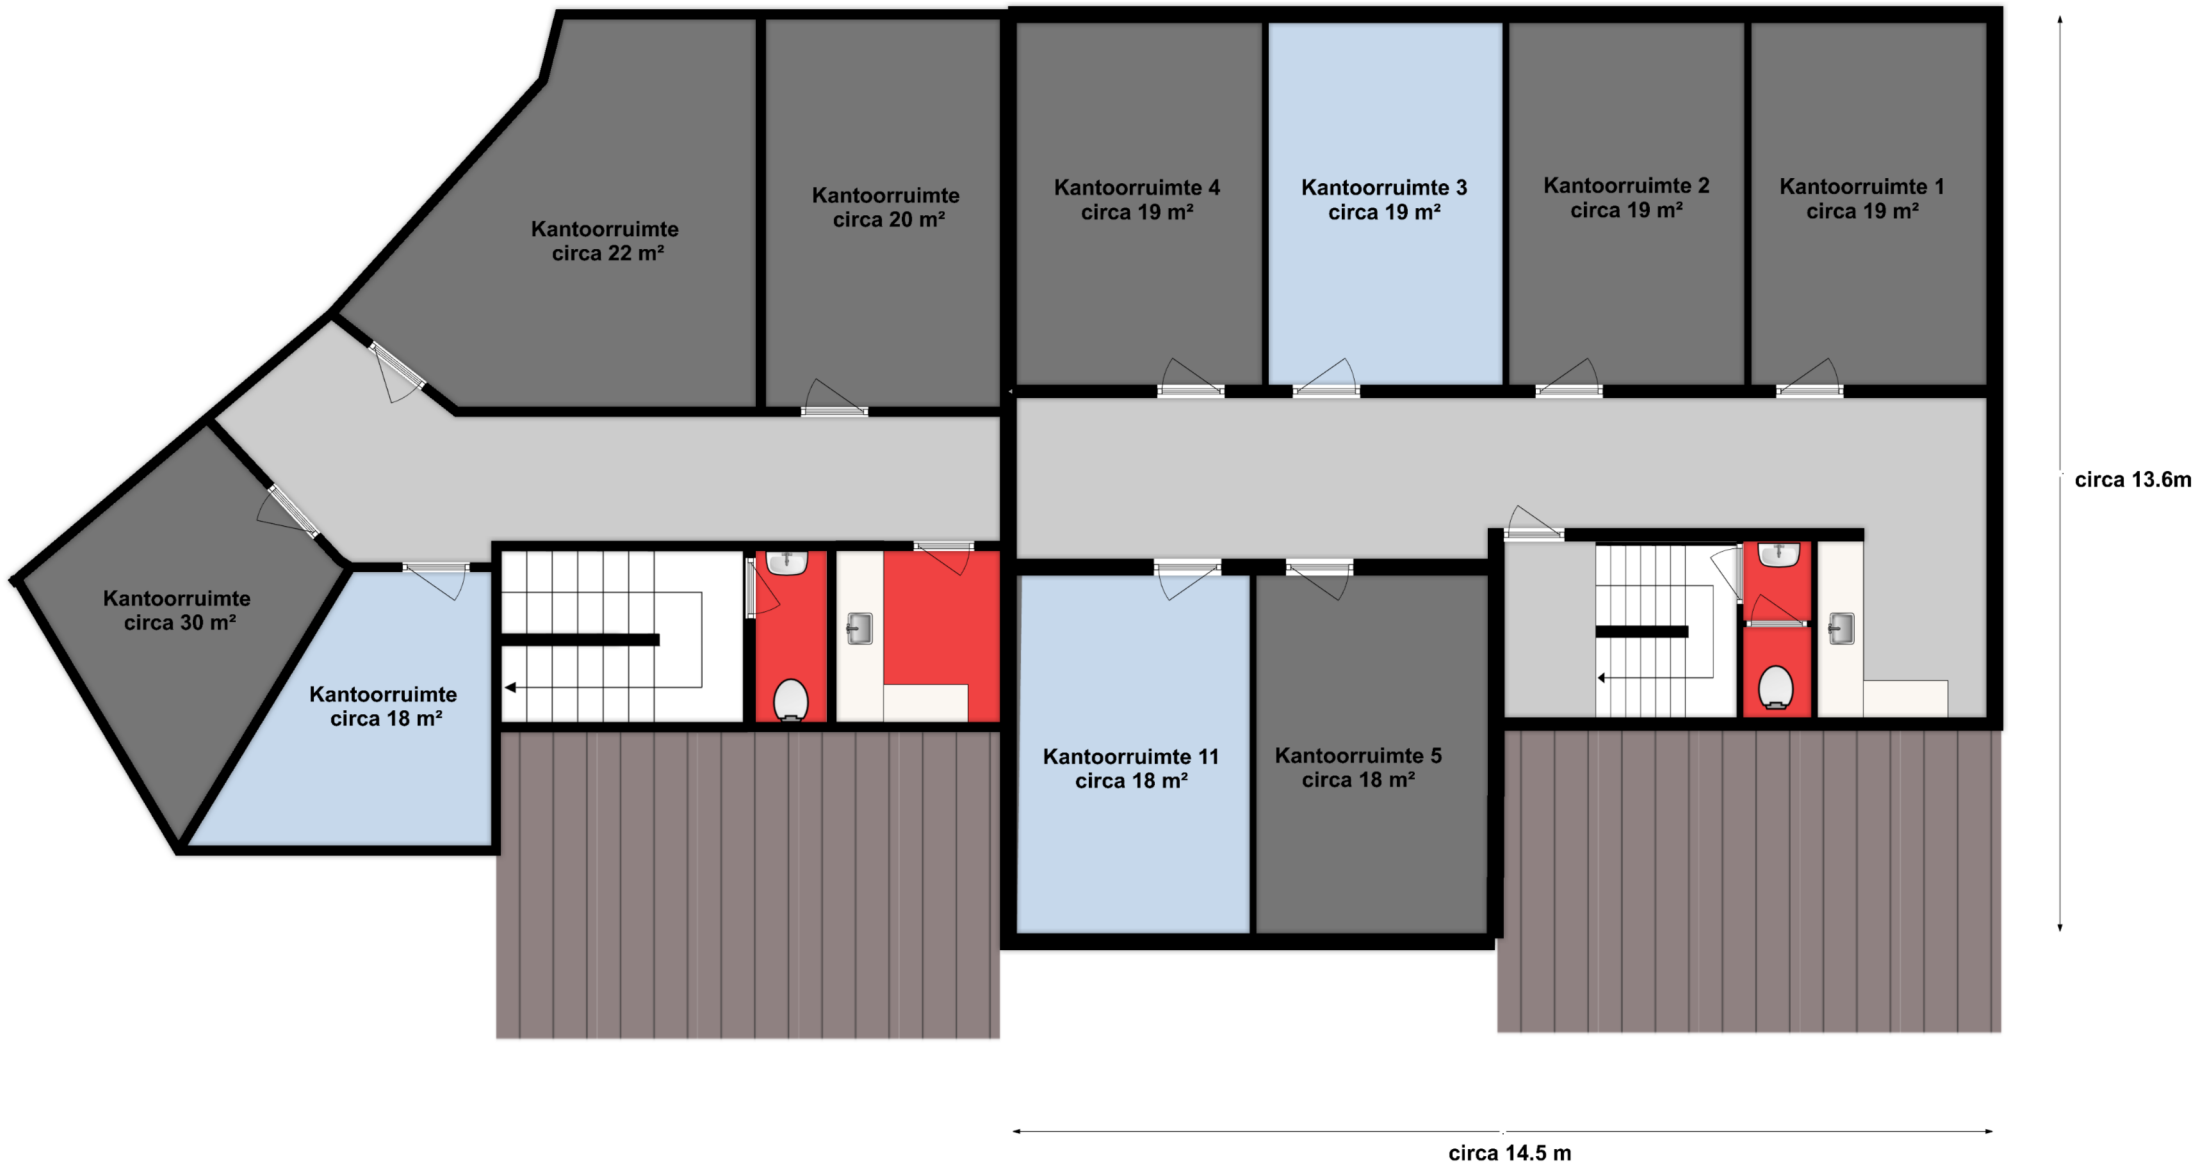 Kantoorruimte 4
circa 19 m²
Kantoorruimte 3
circa 19 m²
Kantoorruimte 2
circa 19 m²
Kantoorruimte 1
circa 19 m²
Kantoorruimte
circa 20 m²
Kantoorruimte
circa 22 m²
circa 13.6m
Kantoorruimte
circa 30 m²
Kantoorruimte
circa 18 m²
Kantoorruimte 11
circa 18 m²
Kantoorruimte 5
circa 18 m²
circa 14.5 m